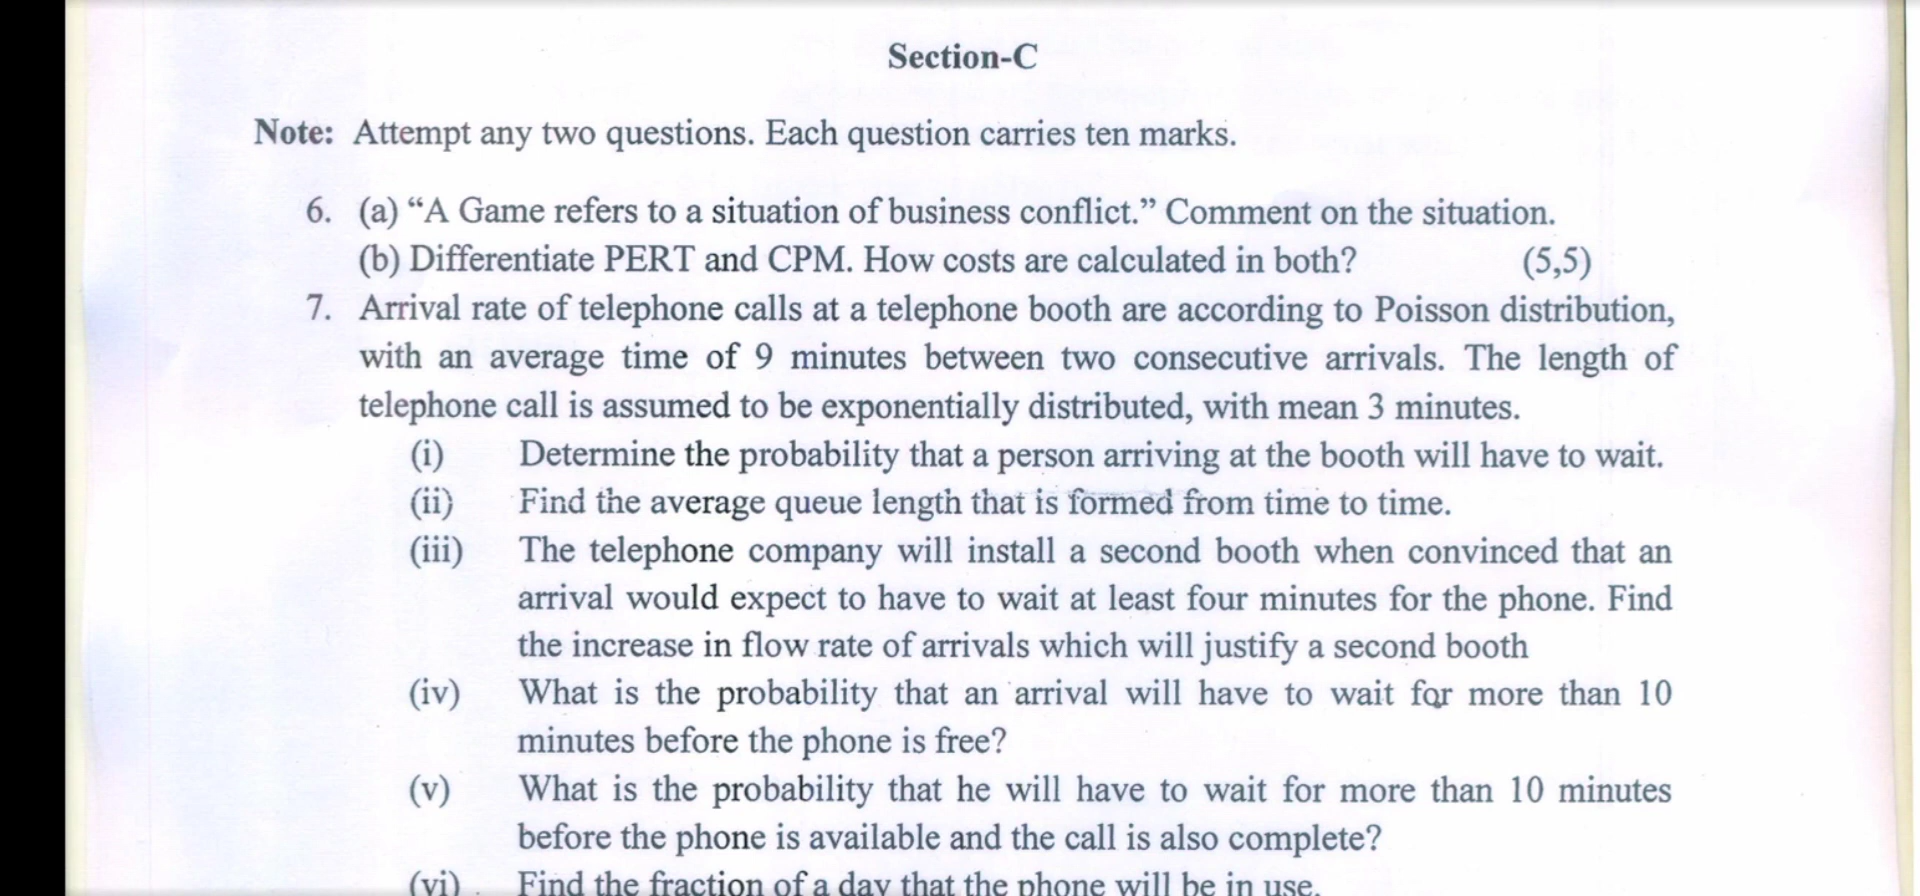 Section-C
Note: Attempt any two questions. Each question carries ten marks.
6. (a) “A Game refers to a situation of business conflict.” Comment on the situation.
(b) Differentiate PERT and CPM. How costs are calculated in both? (5,5)
7. Arrival rate of telephone calls at a telephone booth are according to Poisson distribution,
with an average time of 9 minutes between two consecutive arrivals. The length of
telephone call is assumed to be exponentially distributed, with mean 3 minutes.
(i) Determine the probability that a person arriving at the booth will have to wait.
(ii) Find the average queue length that is formed from time to time.
(iii) The telephone company will install a second booth when convinced that an
arrival would expect to have to wait at least four minutes for the phone. Find
the increase in flow rate of arrivals which will justify a second booth
(iv) What is the probability that an arrival will have to wait for more than 10
minutes before the phone is free?
(v) What is the probability that he will have to wait for more than 10 minutes
before the phone is available and the call is also complete?
(vi) Find the fraction of a day that the phone will be in use.